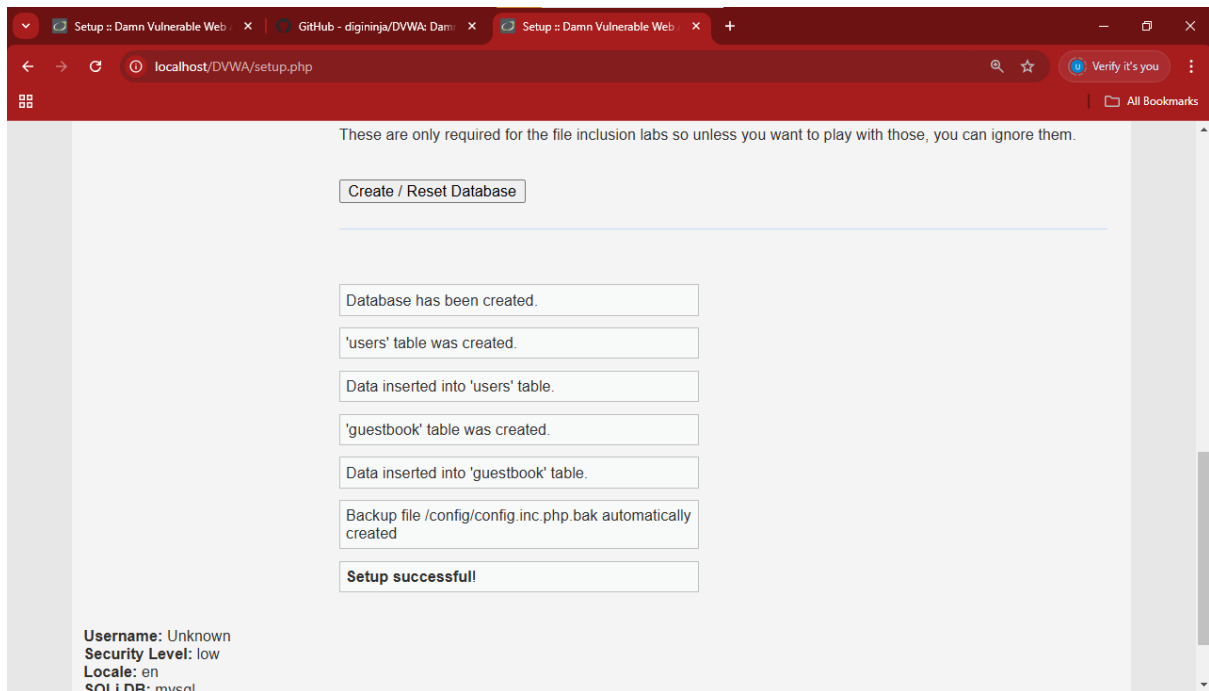 Setup :: Damn Vulnerable Web
GitHub - digininja/DVWA: Dam
Setup :: Damn Vulnerable Web
localhost/DVWA/setup.php
Verify it's you
All Bookmarks
These are only required for the file inclusion labs so unless you want to play with those, you can ignore them.
Create / Reset Database
Database has been created.
'users' table was created.
Data inserted into 'users' table.
'guestbook' table was created.
Data inserted into 'guestbook' table.
Backup file /config/config.inc.php.bak automatically
created
Setup successful!
Username: Unknown
Security Level: low
Locale: en
SQLi DB: mysql